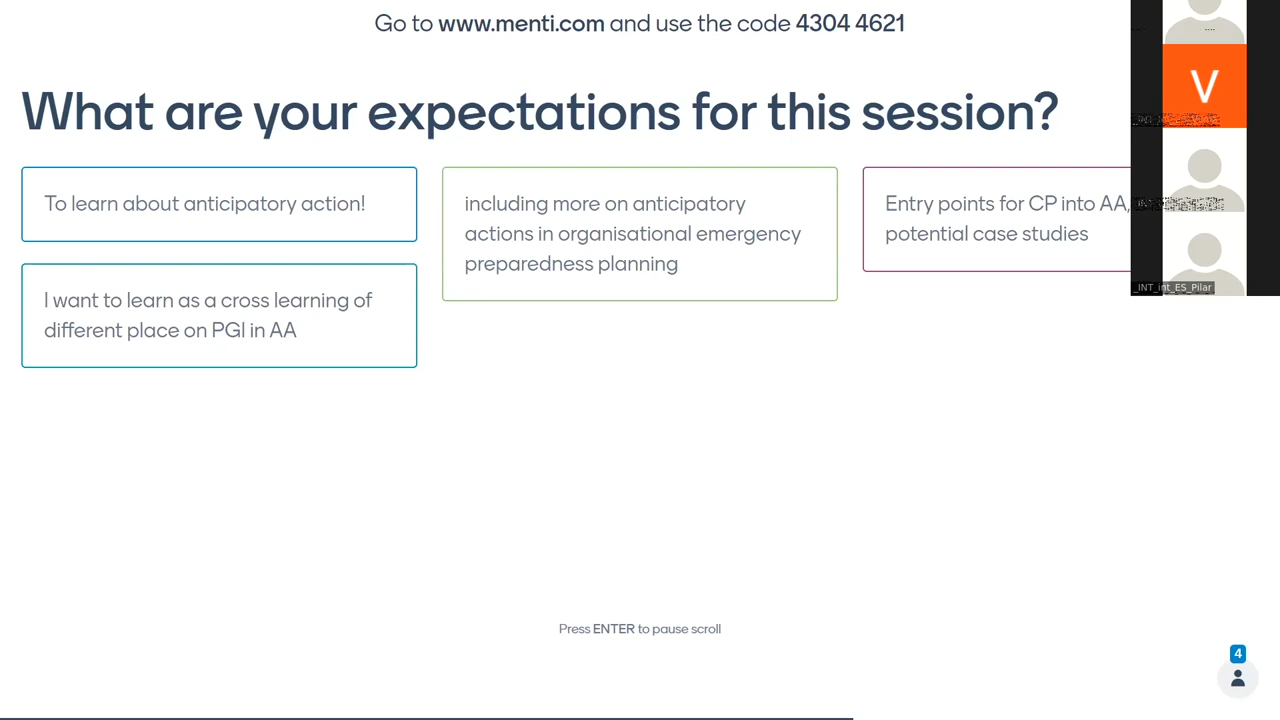 Go to www.menti.com and use the code 4304 4621
What are your expectations for this session?
To learn about anticipatory action!
I want to learn as a cross learning of
different place on PGI in AA
including more on anticipatory
actions in organisational emergency
preparedness planning
Entry points for CP into AA,
potential case studies
V
_INT_int_ES_Pilar
Press ENTER to pause scroll
4